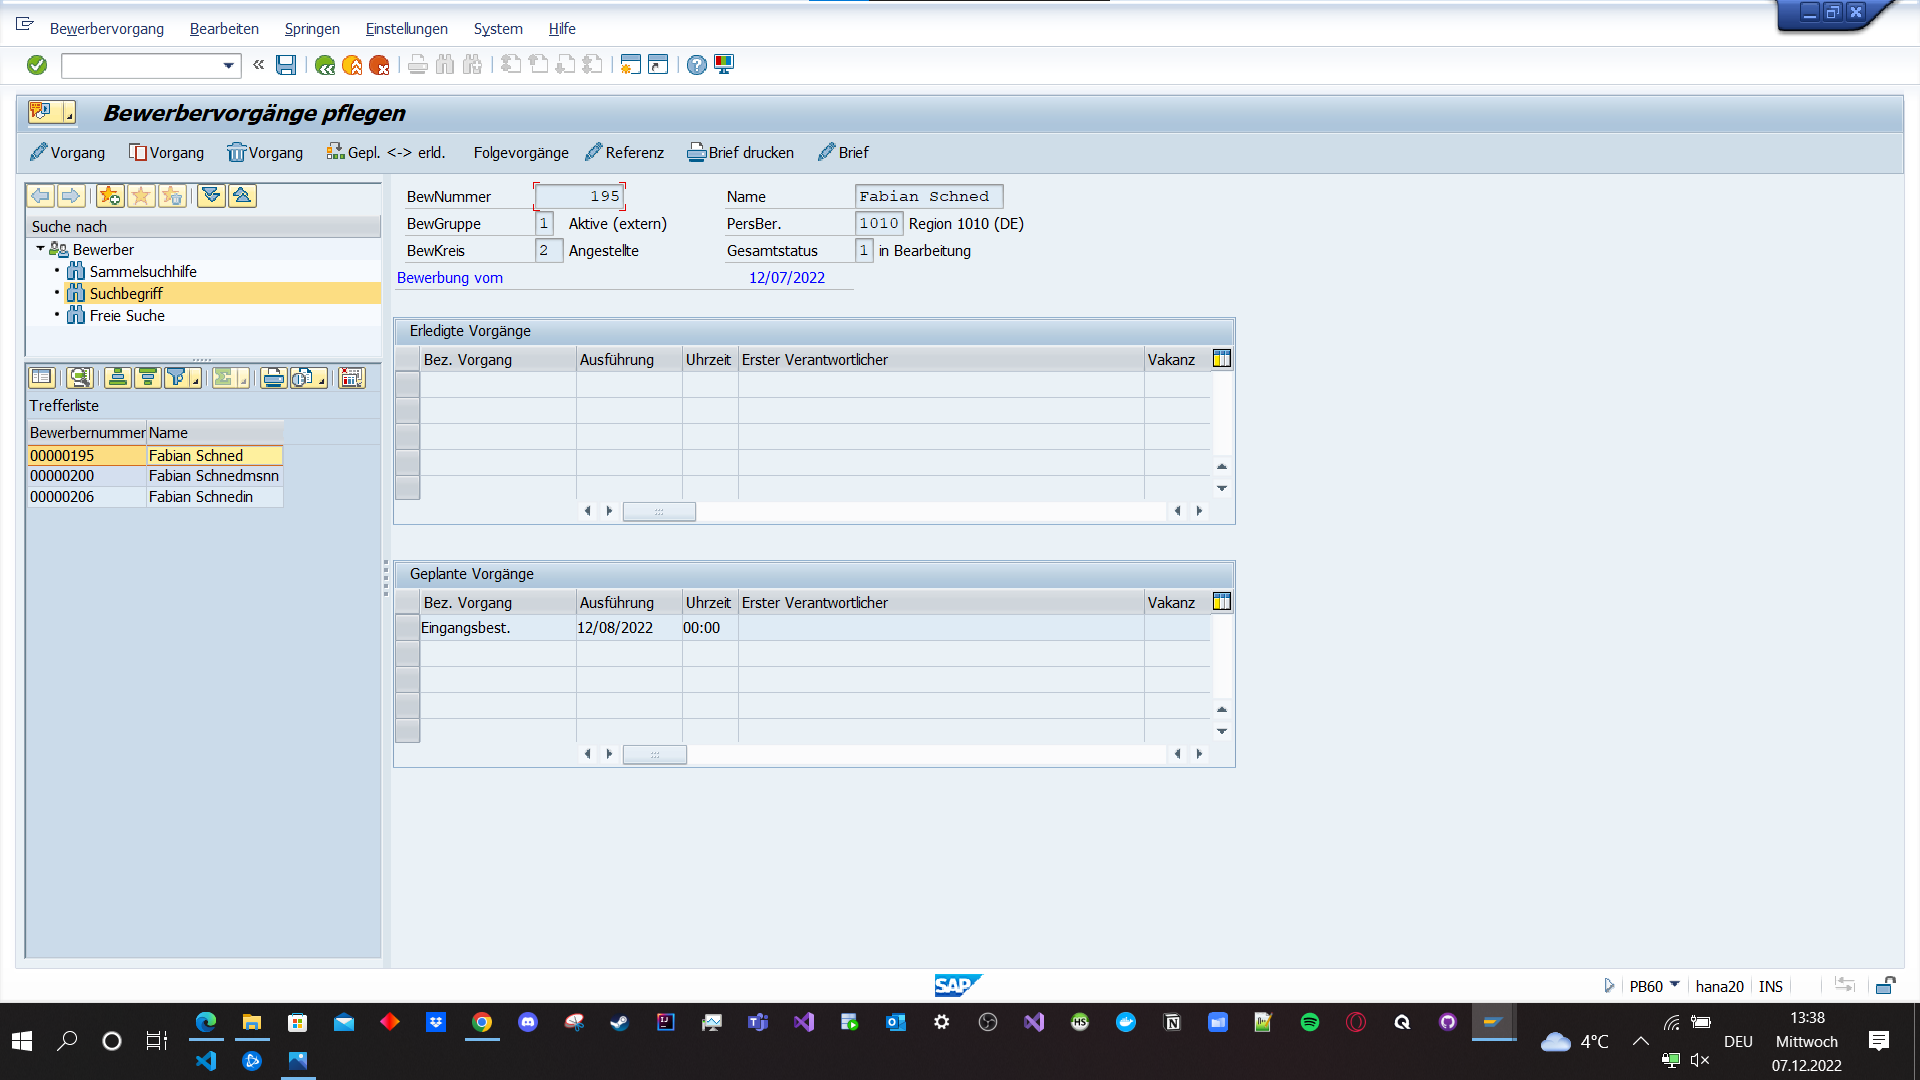 Bewerbervorgang Bearbeiten Springen Einstellungen System Hilfe
Bewerbervorgänge pflegen
Vorgang Vorgang Vorgang Gepl. <-> erld. Folgevorgänge Referenz Brief drucken Brief
Suche nach
Bewerber
Sammelsuchhilfe
Suchbegriff
Freie Suche
Trefferliste
Bewerbernummer Name
00000195 Fabian Schned
00000200 Fabian Schnedmsnn
00000206 Fabian Schnedin
BewNummer 195 Name Fabian Schned
BewGruppe 1 Aktive (extern) PersBer. 1010 Region 1010 (DE)
BewKreis 2 Angestellte Gesamtstatus 1 in Bearbeitung
Bewerbung vom 12/07/2022
Erledigte Vorgänge
Bez. Vorgang Ausführung Uhrzeit Erster Verantwortlicher Vakanz
Geplante Vorgänge
Bez. Vorgang Ausführung Uhrzeit Erster Verantwortlicher Vakanz
Eingangsbest. 12/08/2022 00:00
SAP PB60 hana20 INS
4°C DEU
13:38
Mittwoch
07.12.2022